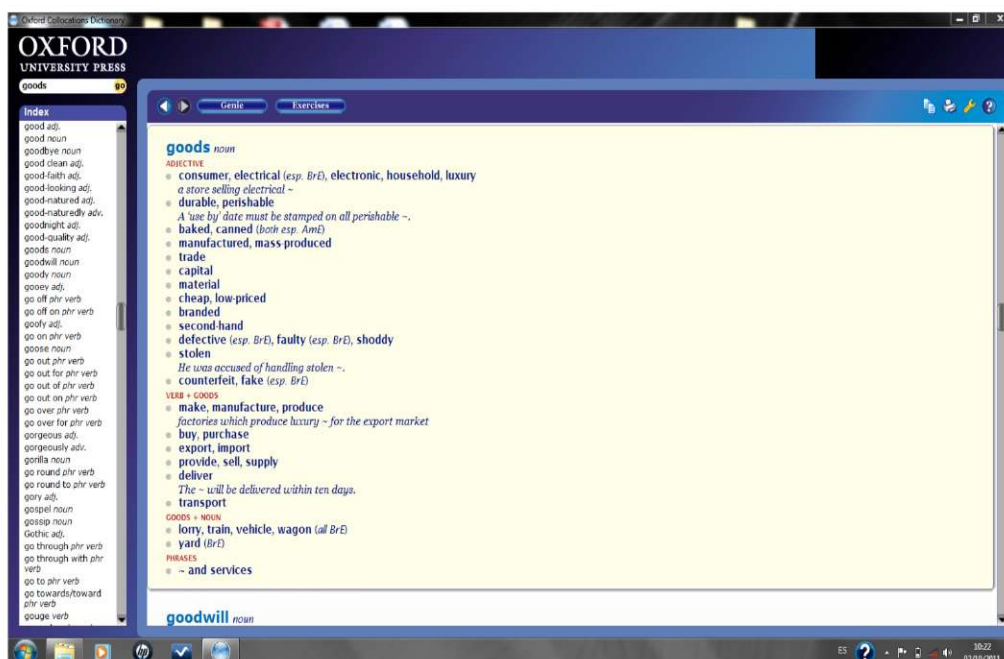 Oxford Collocations Dictionary
OXFORD
UNIVERSITY PRESS
goods
go
Index
good adj.
good noun
goodbye noun
good clean adj.
good-faith adj.
good-looking adj.
good-natured adj.
good-naturedly adv.
goodnight adj.
good-quality adj.
goods noun
goodwill noun
goody noun
gooey adj.
go off phr verb
go off on phr verb
goofy adj.
go on phr verb
goose noun
go out phr verb
go out for phr verb
go out of phr verb
go out on phr verb
go over phr verb
go over for phr verb
gorgeous adj.
gorgeously adv.
gorilla noun
go round phr verb
go round to phr verb
gory adj.
gospel noun
gossip noun
Gothic adj.
go through phr verb
go through with phr
verb
go to phr verb
go towards/toward
phr verb
gouge verb
Genie
Exercises
goods noun
ADJECTIVE
consumer, electrical (esp. BrE), electronic, household, luxury
a store selling electrical ~
durable, perishable
A 'use by' date must be stamped on all perishable ~.
baked, canned (both esp. AmE)
manufactured, mass-produced
trade
capital
material
cheap, low-priced
branded
second-hand
defective (esp. BrE), faulty (esp. BrE), shoddy
stolen
He was accused of handling stolen ~.
counterfeit, fake (esp. BrE)
VERB + GOODS
make, manufacture, produce
factories which produce luxury ~ for the export market
buy, purchase
export, import
provide, sell, supply
deliver
The ~ will be delivered within ten days.
transport
GOODS + NOUN
lorry, train, vehicle, wagon (all BrE)
yard (BrE)
PHRASES
~ and services
goodwill noun
hp
ES
10:22